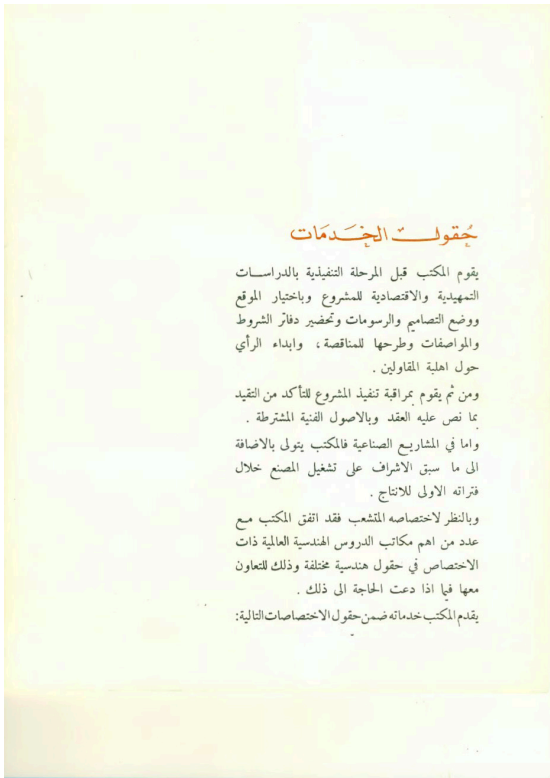 حُقول الخَدمَات
يقوم المكتب قبل المرحلة التنفيذية بالدراسات
التمهيدية والاقتصادية للمشروع وباختيار الموقع
ووضع التصاميم والرسومات وتحضير دفاتر الشروط
والمواصفات وطرحها للمناقصة ، وابداء الرأي
حول اهلية المقاولين .
ومن ثم يقوم بمراقبة تنفيذ المشروع للتأكد من التقيد
بما نص عليه العقد وبالاصول الفنية المشترطة .
واما في المشاريع الصناعية فالمكتب يتولى بالاضافة
الى ما سبق الاشراف على تشغيل المصنع خلال
فتراته الاولى للانتاج .
وبالنظر لاختصاصه المتشعب فقد اتفق المكتب مع
عدد من اهم مكاتب الدروس الهندسية العالمية ذات
الاختصاص في حقول هندسية مختلفة وذلك للتعاون
معها فيما اذا دعت الحاجة الى ذلك .
يقدم المكتب خدماته ضمن حقول الاختصاصات التالية: